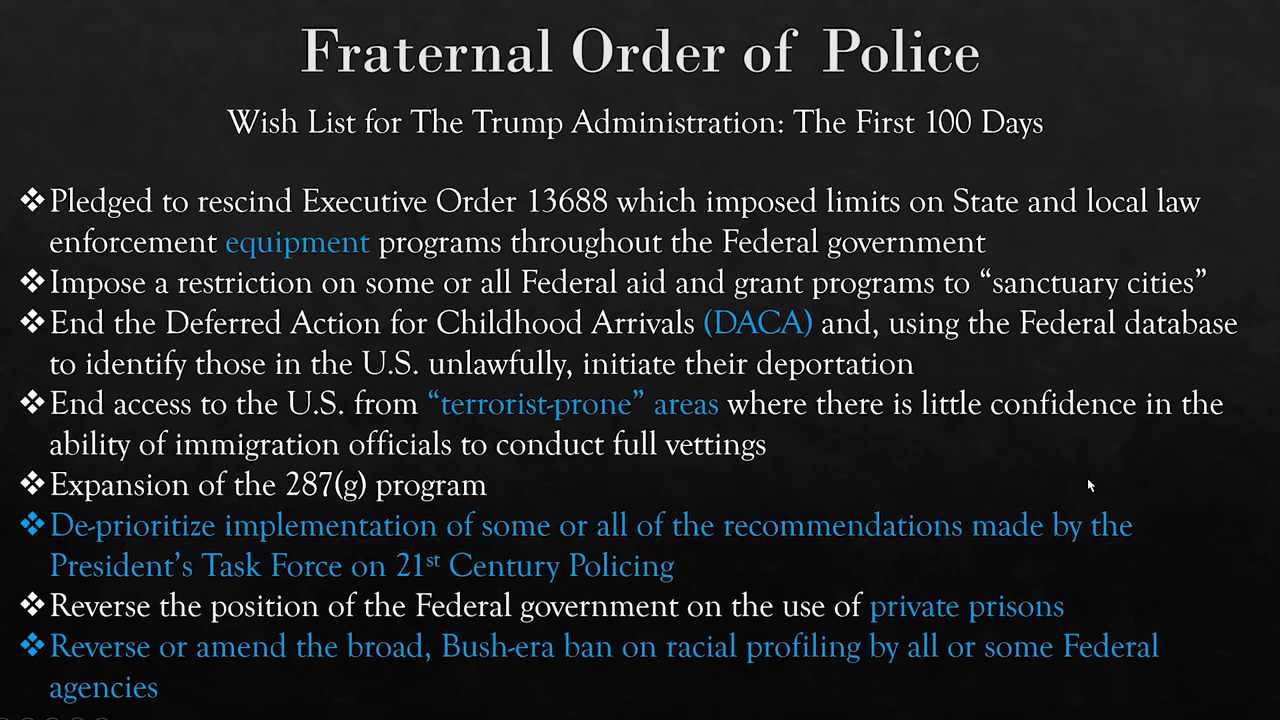 Fraternal Order of Police
Wish List for The Trump Administration: The First 100 Days
❖Pledged to rescind Executive Order 13688 which imposed limits on State and local law
enforcement equipment programs throughout the Federal government
❖Impose a restriction on some or all Federal aid and grant programs to “sanctuary cities”
❖End the Deferred Action for Childhood Arrivals (DACA) and, using the Federal database
to identify those in the U.S. unlawfully, initiate their deportation
❖End access to the U.S. from “terrorist-prone” areas where there is little confidence in the
ability of immigration officials to conduct full vettings
❖Expansion of the 287(g) program
❖De-prioritize implementation of some or all of the recommendations made by the
President’s Task Force on 21st Century Policing
❖Reverse the position of the Federal government on the use of private prisons
❖Reverse or amend the broad, Bush-era ban on racial profiling by all or some Federal
agencies